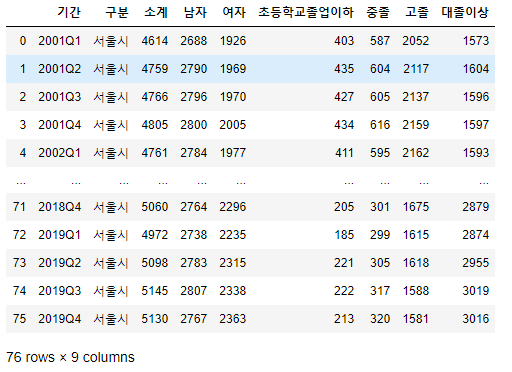 기간 구분 소계 남자 여자 초등학교졸업이하 중졸 고졸 대졸이상
0 2001Q1 서울시 4614 2688 1926 403 587 2052 1573
1 2001Q2 서울시 4759 2790 1969 435 604 2117 1604
2 2001Q3 서울시 4766 2796 1970 427 605 2137 1596
3 2001Q4 서울시 4805 2800 2005 434 616 2159 1597
4 2002Q1 서울시 4761 2784 1977 411 595 2162 1593
... ... ... ... ... ... ... ... ... ...
71 2018Q4 서울시 5060 2764 2296 205 301 1675 2879
72 2019Q1 서울시 4972 2738 2235 185 299 1615 2874
73 2019Q2 서울시 5098 2783 2315 221 305 1618 2955
74 2019Q3 서울시 5145 2807 2338 222 317 1588 3019
75 2019Q4 서울시 5130 2767 2363 213 320 1581 3016
76 rows × 9 columns